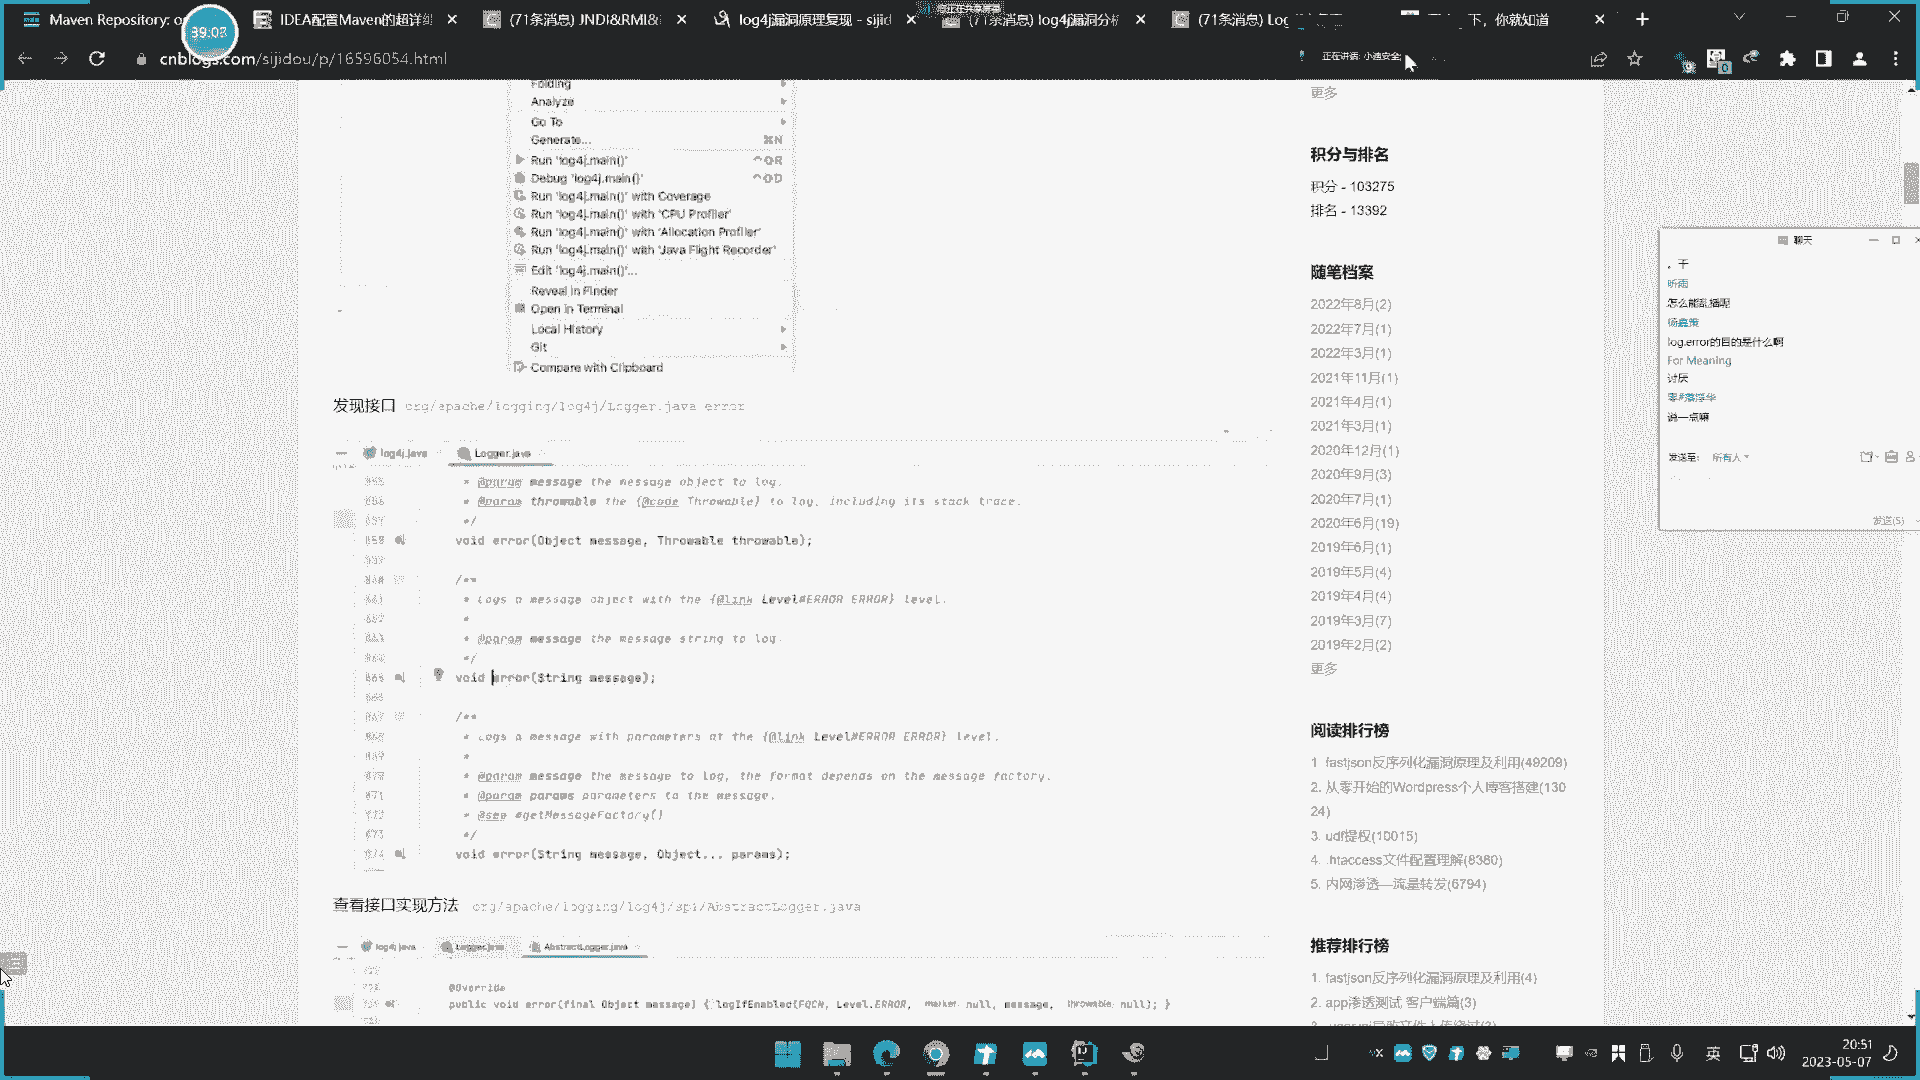 Maven Repository: o
IDEA配置Maven的超详细
(71条消息) JNDI&RMI&
log4j漏洞原理复现 - sijid
(71条消息) log4j漏洞分析
(71条消息) Log
下，你就知道
39:03
cnblogs.com/sijidou/p/16596054.html
正在讲话: 小迪安全
Folding
Analyze
Go To
Generate... ⌘N
Run 'log4j.main()' ^⇧R
Debug 'log4j.main()' ^⇧D
Run 'log4j.main()' with Coverage
Run 'log4j.main()' with 'CPU Profiler'
Run 'log4j.main()' with 'Allocation Profiler'
Run 'log4j.main()' with 'Java Flight Recorder'
Edit 'log4j.main()'...
Reveal in Finder
Open in Terminal
Local History
Git
Compare with Clipboard
发现接口 org/apache/logging/log4j/Logger.java error
log4j.java Logger.java
* @param message the message object to log.
* @param throwable the {@code Throwable} to log, including its stack trace.
*/
858 void error(Object message, Throwable throwable);
/**
* Logs a message object with the {@link Level#ERROR ERROR} level.
*
* @param message the message string to log.
*/
865 void error(String message);
/**
* Logs a message with parameters at the {@link Level#ERROR ERROR} level.
*
* @param message the message to log, the format depends on the message factory.
* @param params parameters to the message.
* @see #getMessageFactory()
*/
874 void error(String message, Object... params);
查看接口实现方法 org/apache/logging/log4j/spi/AbstractLogger.java
log4j.java Logger.java AbstractLogger.java
@Override
public void error(final Object message) { logIfEnabled(FQCN, Level.ERROR, marker: null, message, throwable: null); }
更多
积分与排名
积分 - 103275
排名 - 13392
随笔档案
2022年8月(2)
2022年7月(1)
2022年3月(1)
2021年11月(1)
2021年4月(1)
2021年3月(1)
2020年12月(1)
2020年9月(3)
2020年7月(1)
2020年6月(19)
2019年6月(1)
2019年5月(4)
2019年4月(4)
2019年3月(7)
2019年2月(2)
更多
阅读排行榜
1. fastjson反序列化漏洞原理及利用(49209)
2. 从零开始的Wordpress个人博客搭建(130
24)
3. udf提权(10015)
4. .htaccess文件配置理解(8380)
5. 内网渗透—流量转发(6794)
推荐排行榜
1. fastjson反序列化漏洞原理及利用(4)
2. app渗透测试 客户端篇(3)
聊天
。干
听雨
怎么能乱播呢
log.error的目的是什么啊
For Meaning
讨厌
说一点嘛
发送至: 所有人
发送(S)
英
20:51
2023-05-07